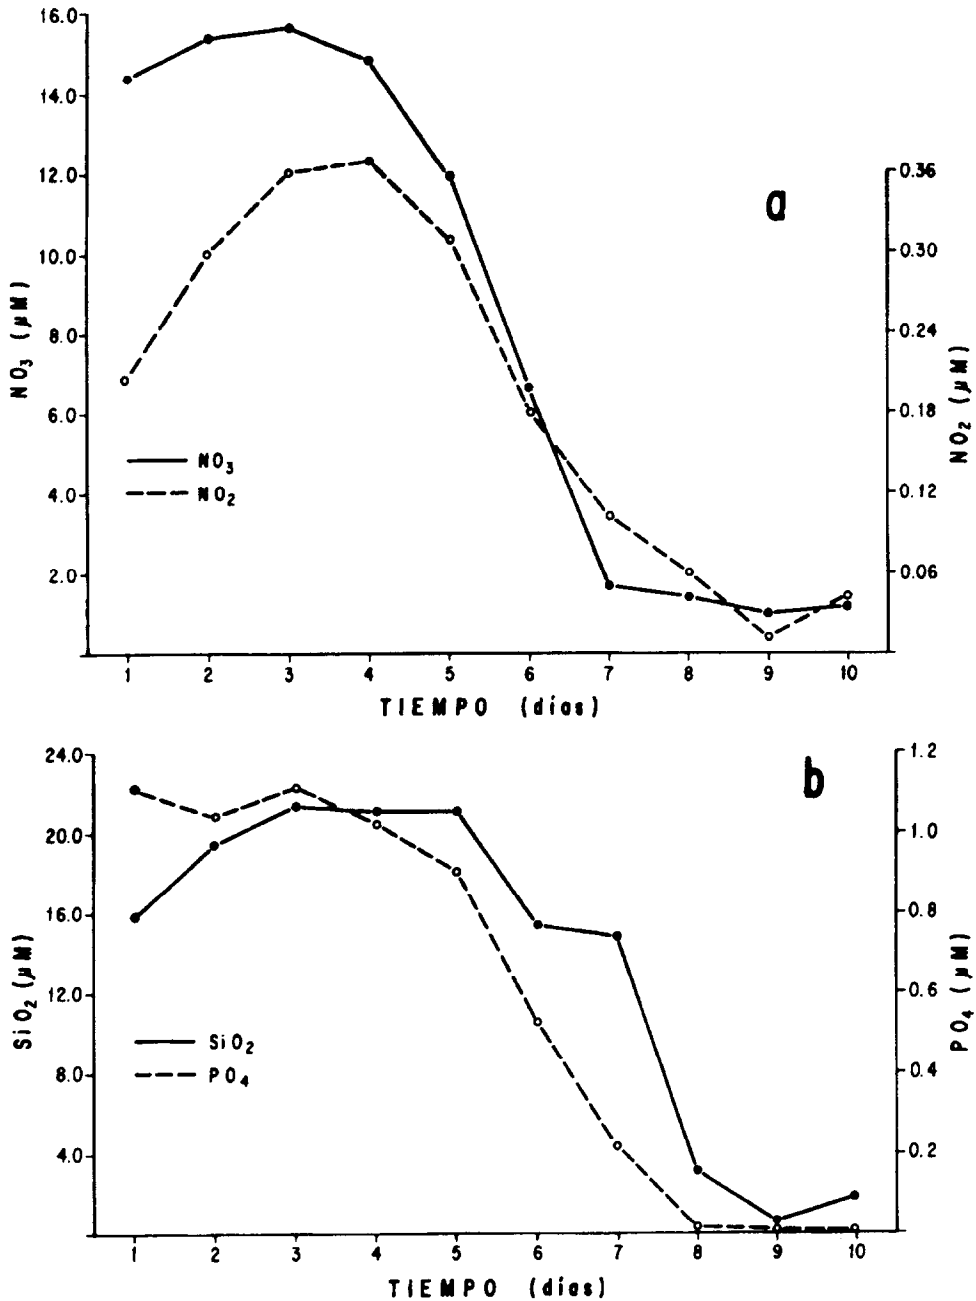 16.0
14.0
12.0
10.0
8.0
6.0
4.0
2.0
NO3 (µM)
a
0.36
0.30
0.24
0.18
0.12
0.06
NO2 (µM)
NO3
NO2
1 2 3 4 5 6 7 8 9 10
TIEMPO (días)
24.0
20.0
16.0
12.0
8.0
4.0
SiO2 (µM)
b
1.2
1.0
0.8
0.6
0.4
0.2
PO4 (µM)
SiO2
PO4
1 2 3 4 5 6 7 8 9 10
TIEMPO (días)